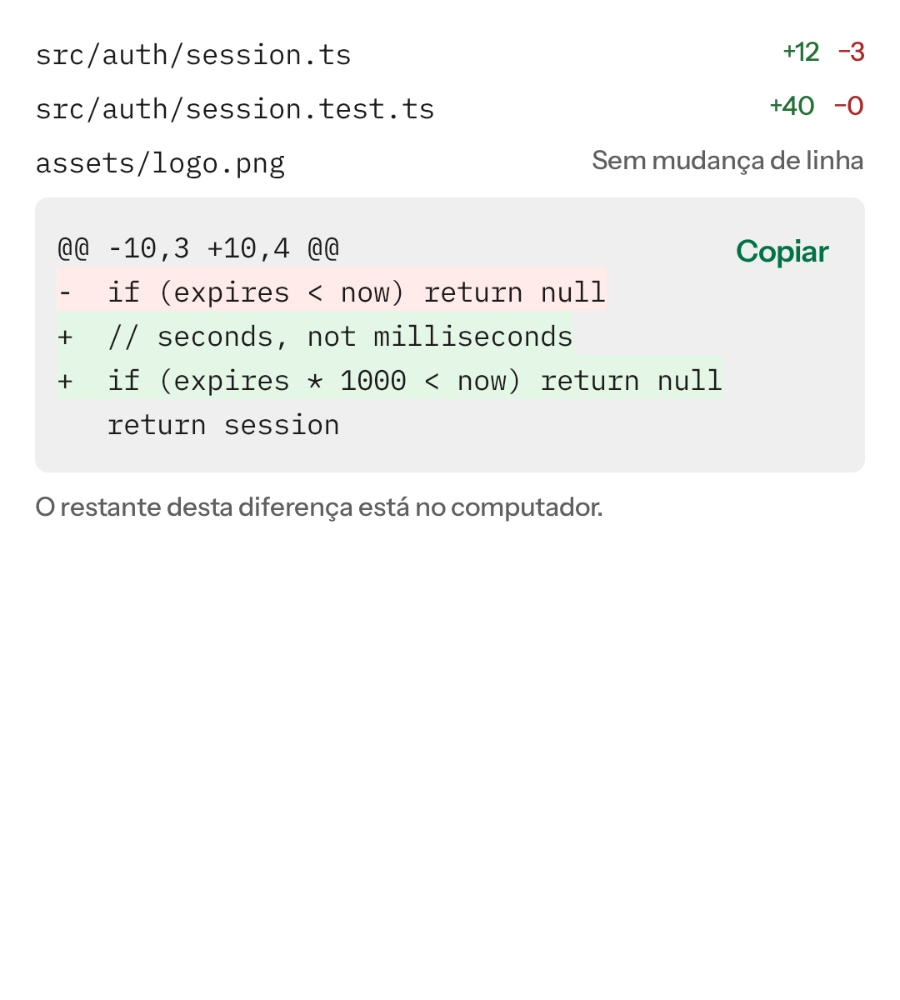 src/auth/session.ts +12 −3
src/auth/session.test.ts +40 −0
assets/logo.png Sem mudança de linha
@@ -10,3 +10,4 @@ Copiar
-  if (expires < now) return null
+  // seconds, not milliseconds
+  if (expires * 1000 < now) return null
   return session
O restante desta diferença está no computador.